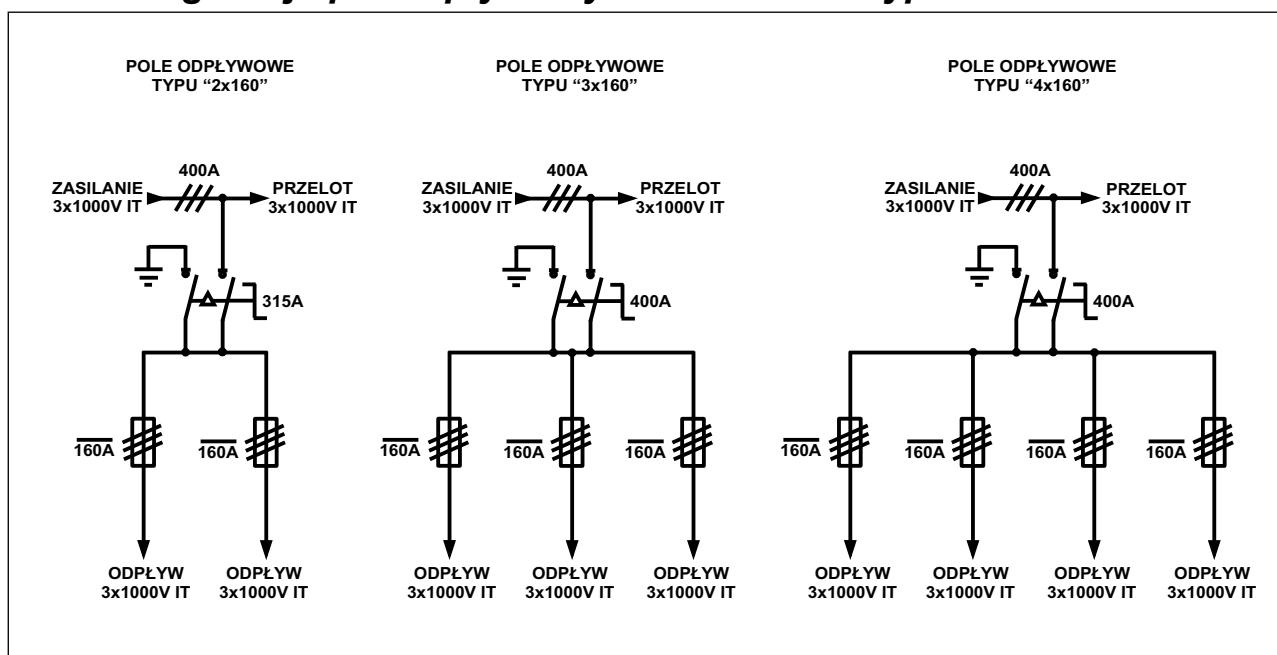 POLE ODPŁYWOWE
TYPU “2x160”
400A
ZASILANIE
3x1000V IT
PRZELOT
3x1000V IT
315A
160A
160A
ODPŁYW
3x1000V IT
ODPŁYW
3x1000V IT
POLE ODPŁYWOWE
TYPU “3x160”
400A
ZASILANIE
3x1000V IT
PRZELOT
3x1000V IT
400A
160A
160A
160A
ODPŁYW
3x1000V IT
ODPŁYW
3x1000V IT
ODPŁYW
3x1000V IT
POLE ODPŁYWOWE
TYPU “4x160”
400A
ZASILANIE
3x1000V IT
PRZELOT
3x1000V IT
400A
160A
160A
160A
160A
ODPŁYW
3x1000V IT
ODPŁYW
3x1000V IT
ODPŁYW
3x1000V IT
ODPŁYW
3x1000V IT